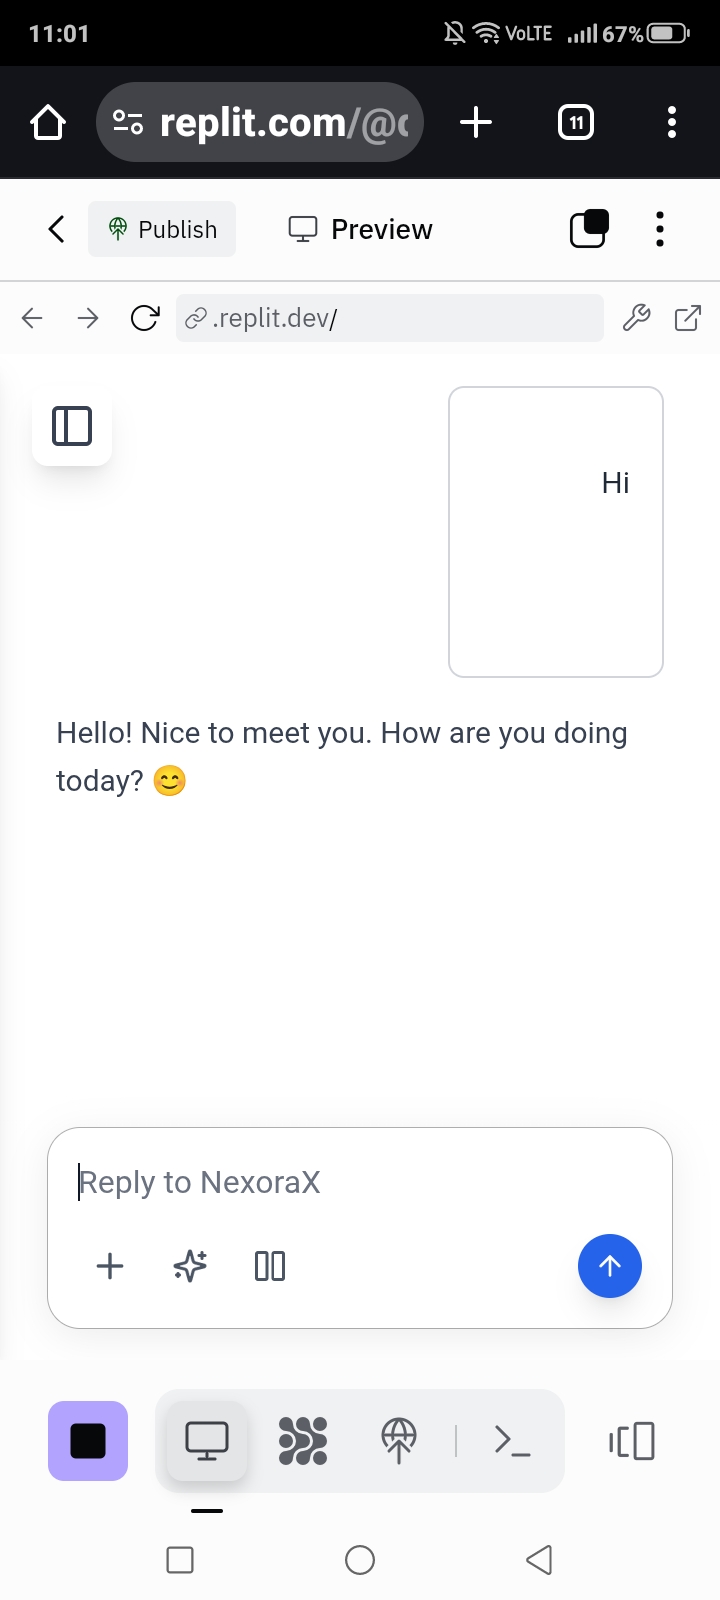 11:01
VoLTE 67%
replit.com/@
11
Publish
Preview
.replit.dev/
Hi
Hello! Nice to meet you. How are you doing
today? 😊
Reply to NexoraX